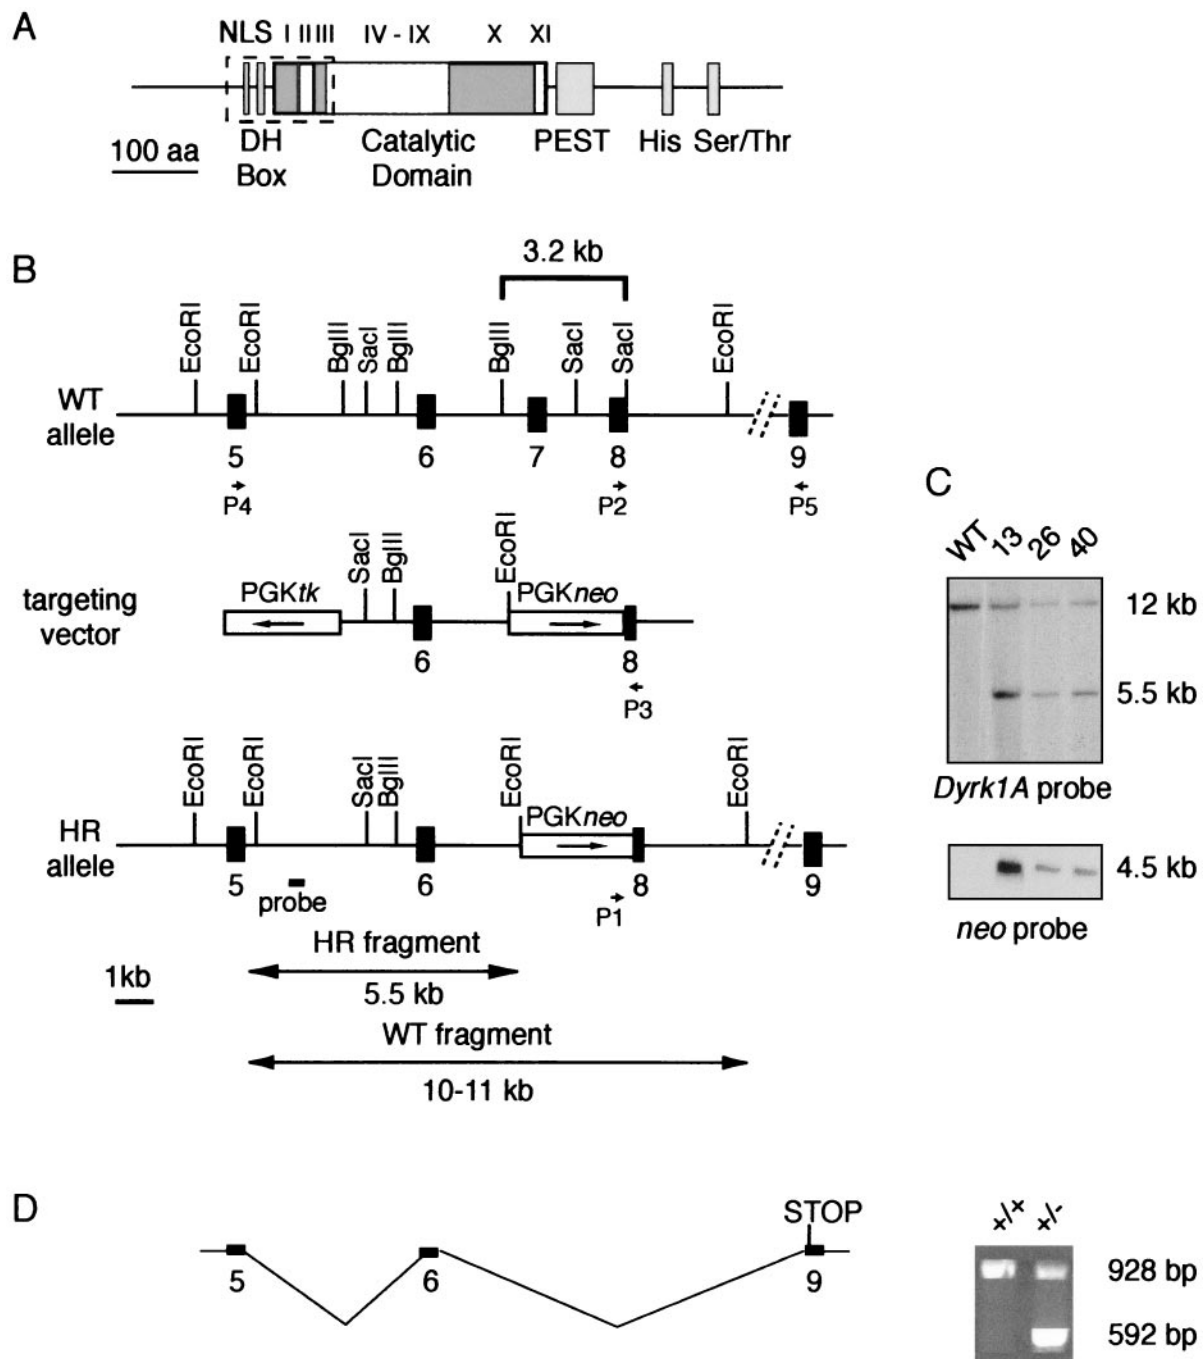 A
NLS I II III IV - IX X XI
DH Box
Catalytic Domain
PEST
His
Ser/Thr
100 aa
B
3.2 kb
EcoRI EcoRI BglII SacI BglII BglII SacI SacI EcoRI
WT allele
5 6 7 8 9
P4 P2 P5
SacI BglII EcoRI
targeting vector
PGKtk
PGKneo
6 8
P3
EcoRI EcoRI SacI BglII EcoRI EcoRI
HR allele
PGKneo
5 6 8 9
probe
P1
HR fragment
1kb
5.5 kb
WT fragment
10-11 kb
C
WT 13 26 40
12 kb
5.5 kb
Dyrk1A probe
4.5 kb
neo probe
D
STOP
5 6 9
+/+ +/-
928 bp
592 bp